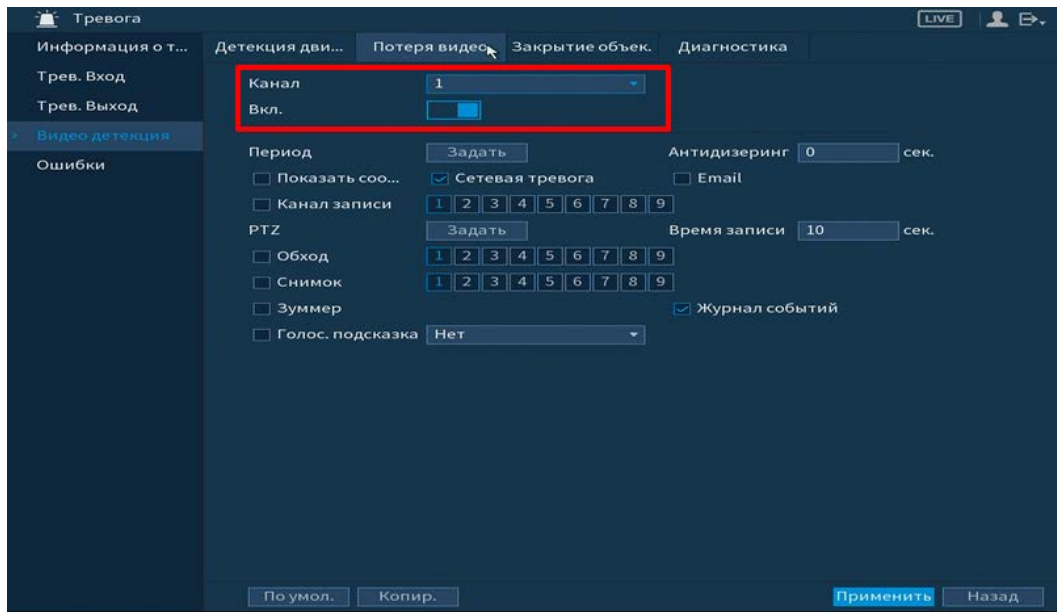 Тревога LIVE
Информация о т... Детекция дви... Потеря видео Закрытие объек. Диагностика
Трев. Вход
Канал 1
Трев. Выход
Вкл.
Видео детекция
Ошибки
Период Задать Антидизеринг 0 сек.
Показать соо... Сетевая тревога Email
Канал записи 1 2 3 4 5 6 7 8 9
PTZ Задать Время записи 10 сек.
Обход 1 2 3 4 5 6 7 8 9
Снимок 1 2 3 4 5 6 7 8 9
Зуммер Журнал событий
Голос. подсказка Нет
По умол. Копир. Применить Назад